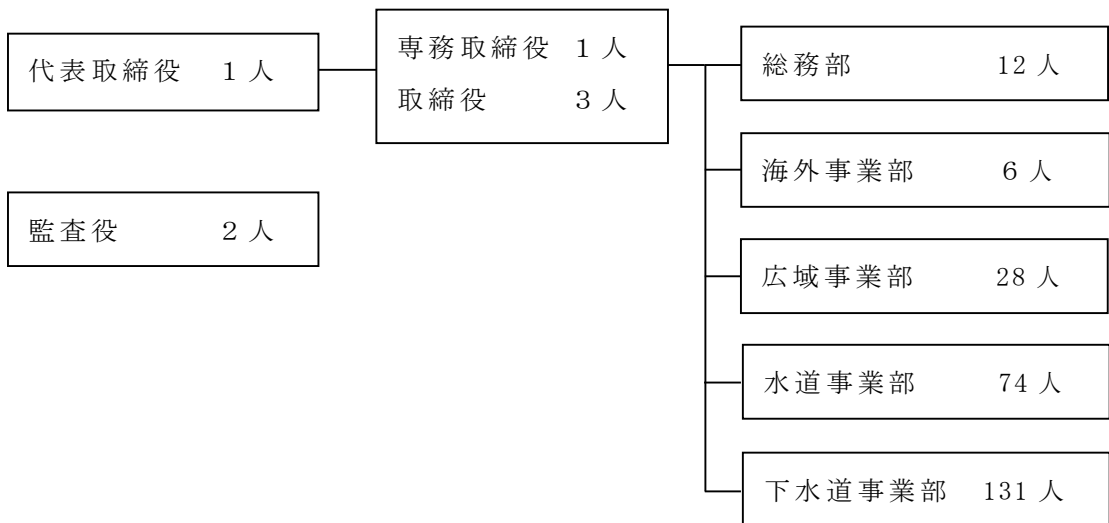 代表取締役 1人
専務取締役 1人
取締役 3人
監査役 2人
総務部 12人
海外事業部 6人
広域事業部 28人
水道事業部 74人
下水道事業部 131人